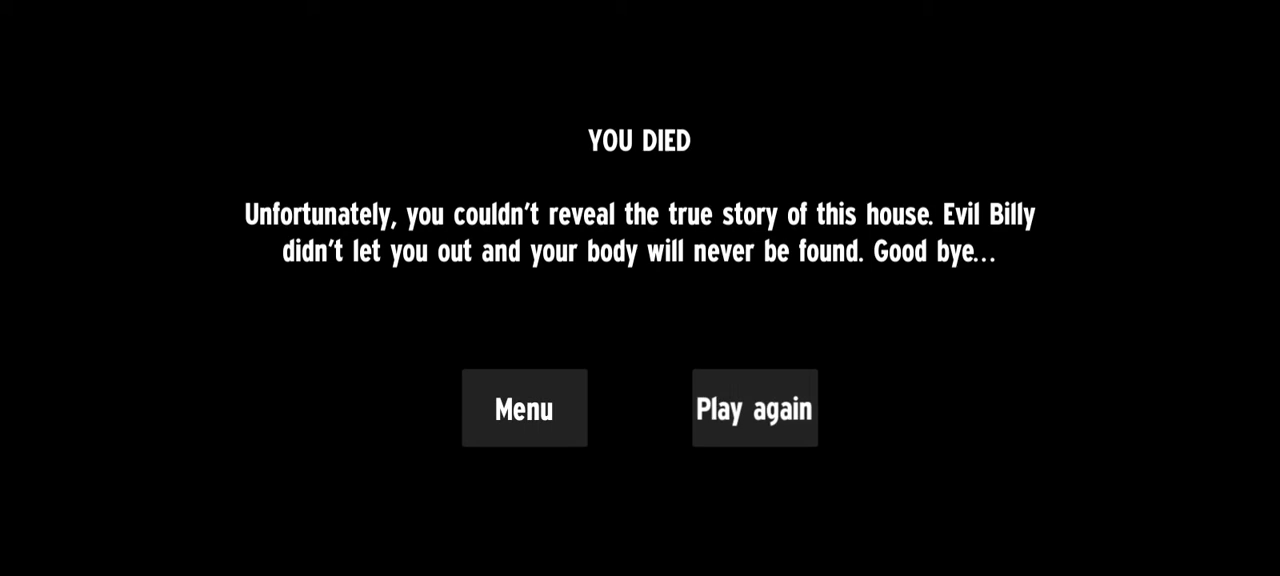 YOU DIED
Unfortunately, you couldn't reveal the true story of this house. Evil Billy
didn't let you out and your body will never be found. Good bye...
Menu
Play again